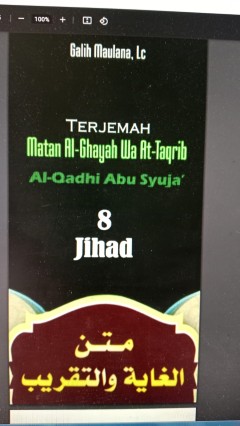 100%
Galih Maulana, Lc
TERJEMAH
Matan Al-Ghayah Wa At-Taqrib
Al-Qadhi Abu Syuja'
8
Jihad
متن
الغاية والتقريب